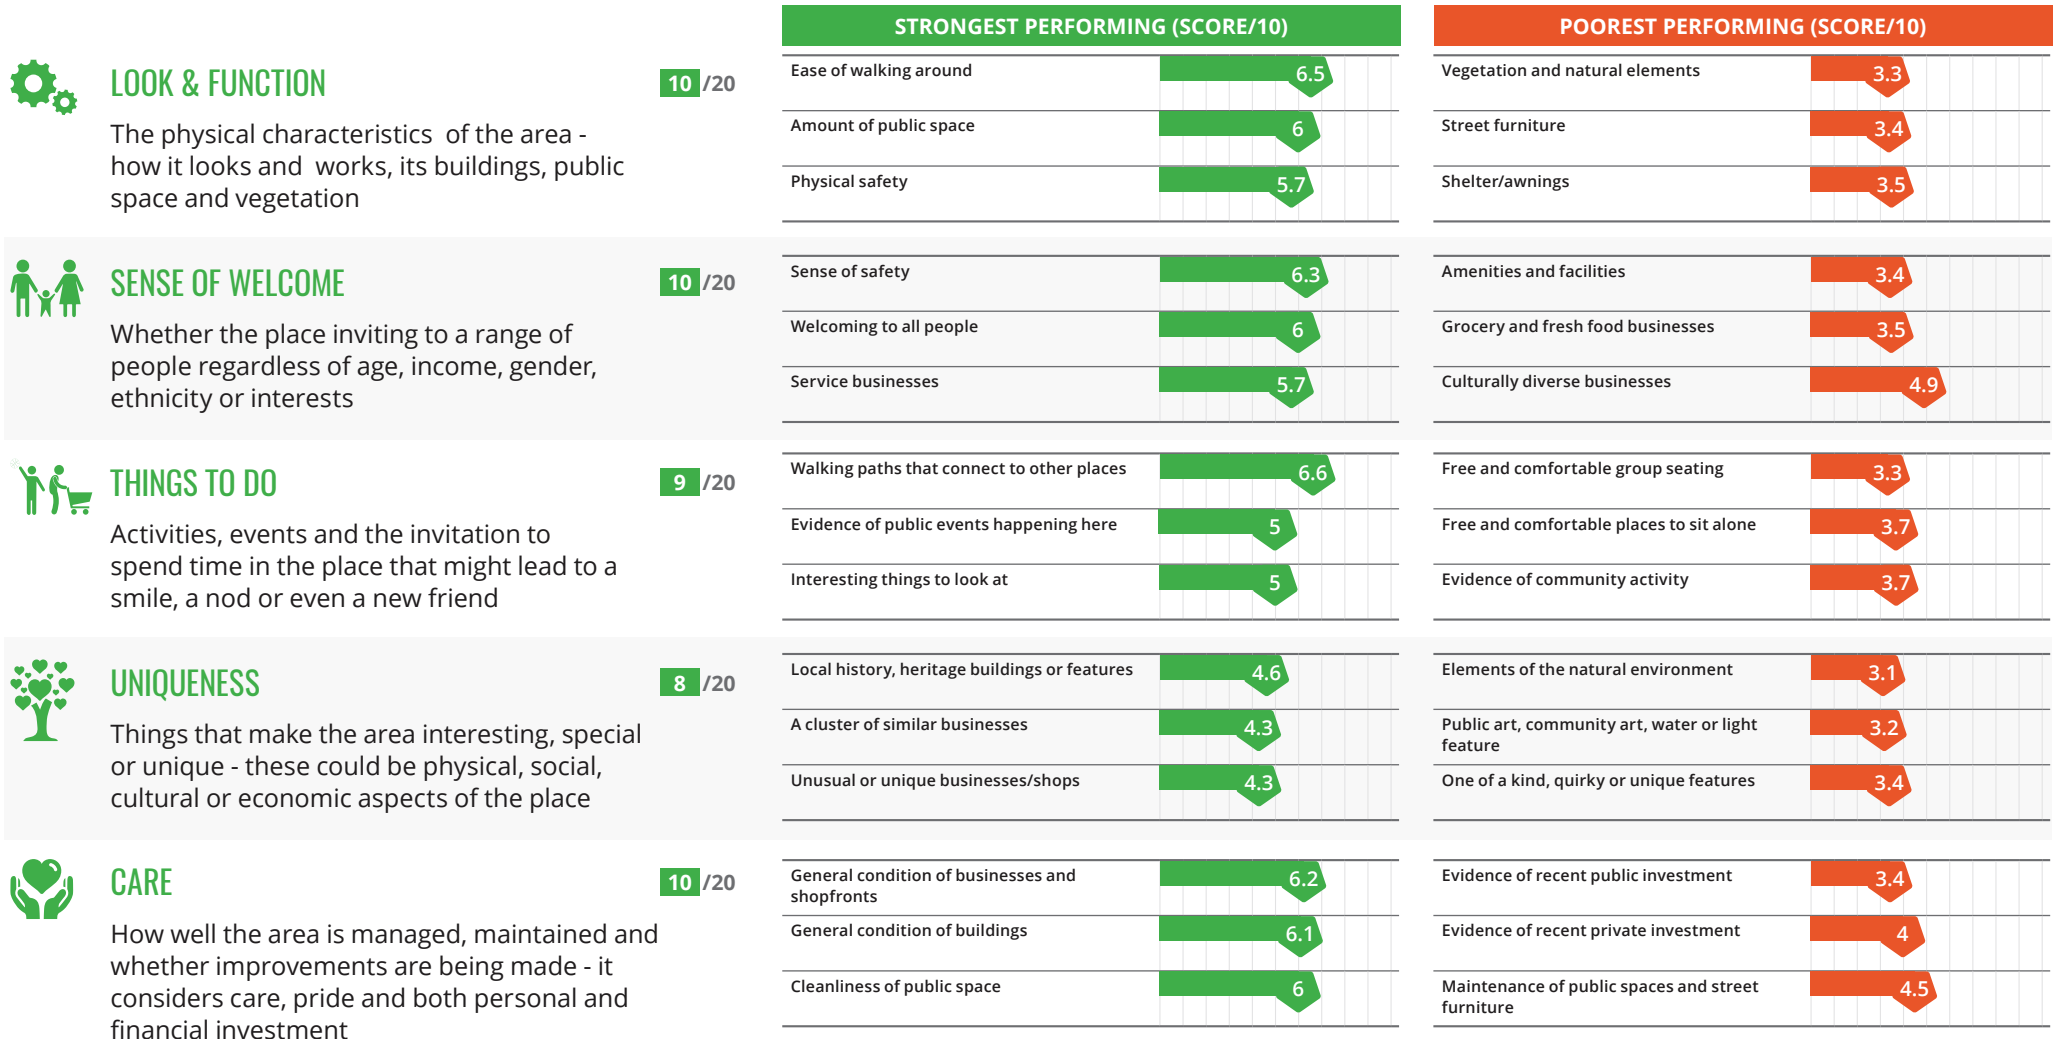 STRONGEST PERFORMING (SCORE/10)
POOREST PERFORMING (SCORE/10)
LOOK & FUNCTION
10 /20
The physical characteristics of the area -
how it looks and works, its buildings, public
space and vegetation
Ease of walking around 6.5
Amount of public space 6
Physical safety 5.7
Vegetation and natural elements 3.3
Street furniture 3.4
Shelter/awnings 3.5
SENSE OF WELCOME
10 /20
Whether the place inviting to a range of
people regardless of age, income, gender,
ethnicity or interests
Sense of safety 6.3
Welcoming to all people 6
Service businesses 5.7
Amenities and facilities 3.4
Grocery and fresh food businesses 3.5
Culturally diverse businesses 4.9
THINGS TO DO
9 /20
Activities, events and the invitation to
spend time in the place that might lead to a
smile, a nod or even a new friend
Walking paths that connect to other places 6.6
Evidence of public events happening here 5
Interesting things to look at 5
Free and comfortable group seating 3.3
Free and comfortable places to sit alone 3.7
Evidence of community activity 3.7
UNIQUENESS
8 /20
Things that make the area interesting, special
or unique - these could be physical, social,
cultural or economic aspects of the place
Local history, heritage buildings or features 4.6
A cluster of similar businesses 4.3
Unusual or unique businesses/shops 4.3
Elements of the natural environment 3.1
Public art, community art, water or light 3.2
feature
One of a kind, quirky or unique features 3.4
CARE
10 /20
How well the area is managed, maintained and
whether improvements are being made - it
considers care, pride and both personal and
financial investment
General condition of businesses and 6.2
shopfronts
General condition of buildings 6.1
Cleanliness of public space 6
Evidence of recent public investment 3.4
Evidence of recent private investment 4
Maintenance of public spaces and street 4.5
furniture